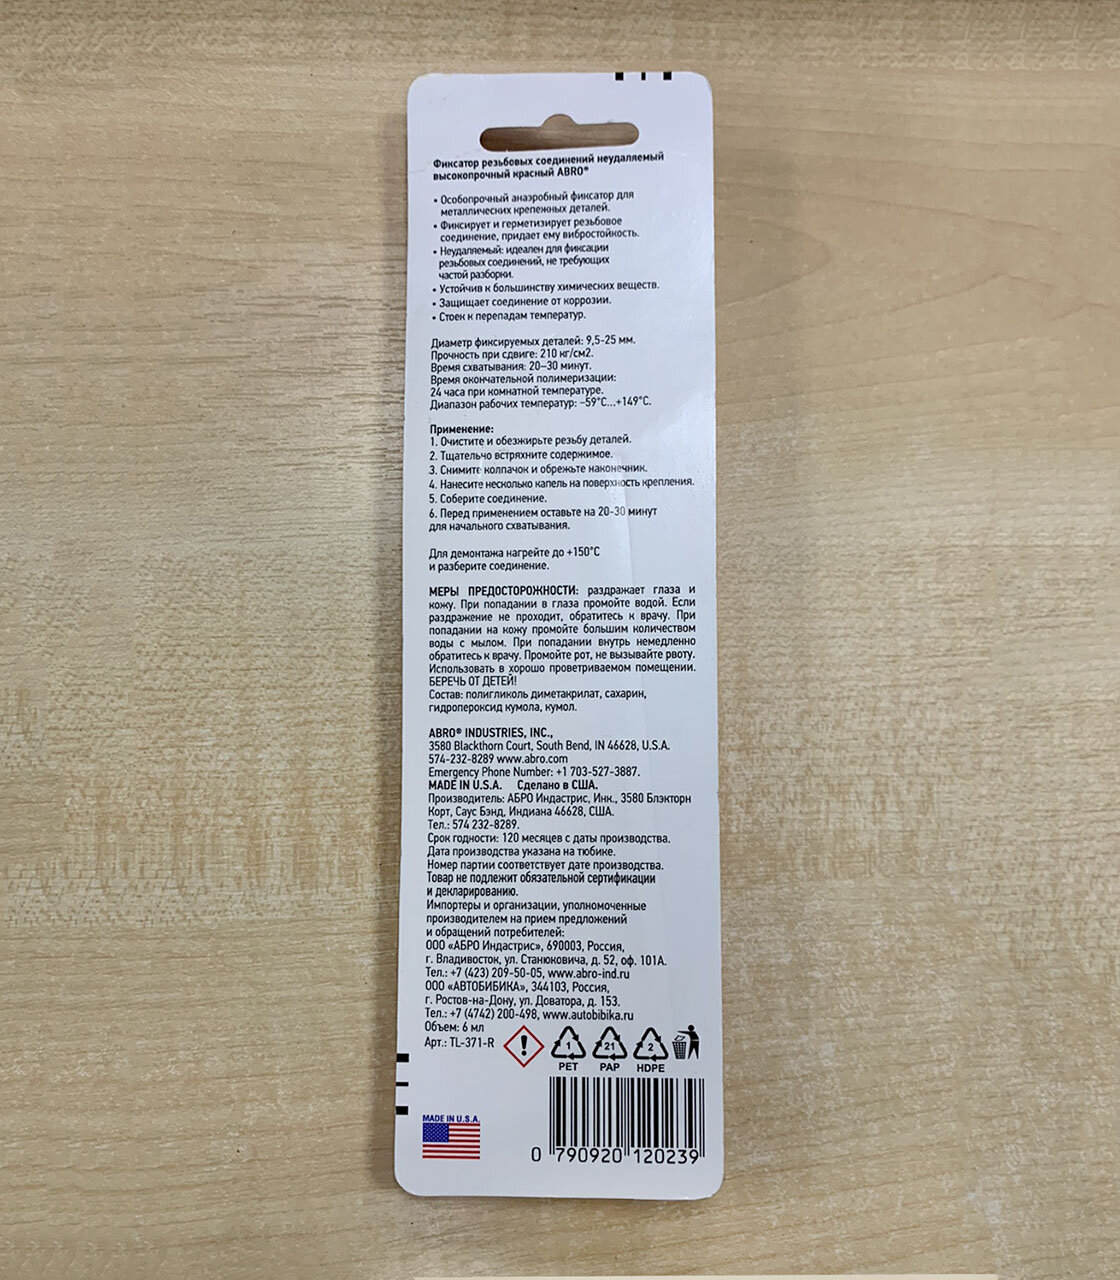 Фиксатор резьбовых соединений неудаляемый
высокопрочный красный ABRO®
• Особопрочный анаэробный фиксатор для
металлических крепежных деталей.
• Фиксирует и герметизирует резьбовое
соединение, придает ему вибростойкость.
• Неудаляемый: идеален для фиксации
резьбовых соединений, не требующих
частой разборки.
• Устойчив к большинству химических веществ.
• Защищает соединение от коррозии.
• Стоек к перепадам температур.
Диаметр фиксируемых деталей: 9,5-25 мм.
Прочность при сдвиге: 210 кг/см2.
Время схватывания: 20–30 минут.
Время окончательной полимеризации:
24 часа при комнатной температуре.
Диапазон рабочих температур: –59°С...+149°С.
Применение:
1. Очистите и обезжирьте резьбу деталей.
2. Тщательно встряхните содержимое.
3. Снимите колпачок и обрежьте наконечник.
4. Нанесите несколько капель на поверхность крепления.
5. Соберите соединение.
6. Перед применением оставьте на 20-30 минут
для начального схватывания.
Для демонтажа нагрейте до +150°С
и разберите соединение.
МЕРЫ ПРЕДОСТОРОЖНОСТИ: раздражает глаза и
кожу. При попадании в глаза промойте водой. Если
раздражение не проходит, обратитесь к врачу. При
попадании на кожу промойте большим количеством
воды с мылом. При попадании внутрь немедленно
обратитесь к врачу. Промойте рот, не вызывайте рвоту.
Использовать в хорошо проветриваемом помещении.
БЕРЕЧЬ ОТ ДЕТЕЙ!
Состав: полигликоль диметакрилат, сахарин,
гидропероксид кумола, кумол.
ABRO® INDUSTRIES, INC.,
3580 Blackthorn Court, South Bend, IN 46628, U.S.A.
574-232-8289 www.abro.com
Emergency Phone Number: +1 703-527-3887.
MADE IN U.S.A. Сделано в США.
Производитель: АБРО Индастрис, Инк., 3580 Блэкторн
Корт, Саус Бэнд, Индиана 46628, США.
Тел.: 574 232-8289.
Срок годности: 120 месяцев с даты производства.
Дата производства указана на тюбике.
Номер партии соответствует дате производства.
Товар не подлежит обязательной сертификации
и декларированию.
Импортеры и организации, уполномоченные
производителем на прием предложений
и обращений потребителей:
ООО «АБРО Индастрис», 690003, Россия,
г. Владивосток, ул. Станюковича, д. 52, оф. 101А.
Тел.: +7 (423) 209-50-05, www.abro-ind.ru
ООО «АВТОБИБИКА», 344103, Россия,
г. Ростов-на-Дону, ул. Доватора, д. 153.
Тел.: +7 (4742) 200-498, www.autobibika.ru
Объем: 6 мл
Арт.: TL-371-R
1 21 2
PET PAP HDPE
MADE IN U.S.A.
0 790920 120239